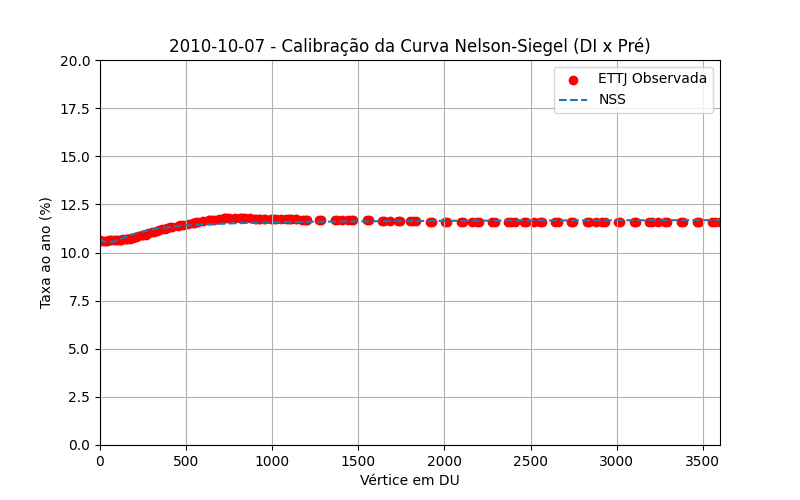 2010-10-07 - Calibração da Curva Nelson-Siegel (DI x Pré)
20.0
17.5
15.0
12.5
10.0
7.5
5.0
2.5
0.0
Taxa ao ano (%)
ETTJ Observada
NSS
0 500 1000 1500 2000 2500 3000 3500
Vértice em DU